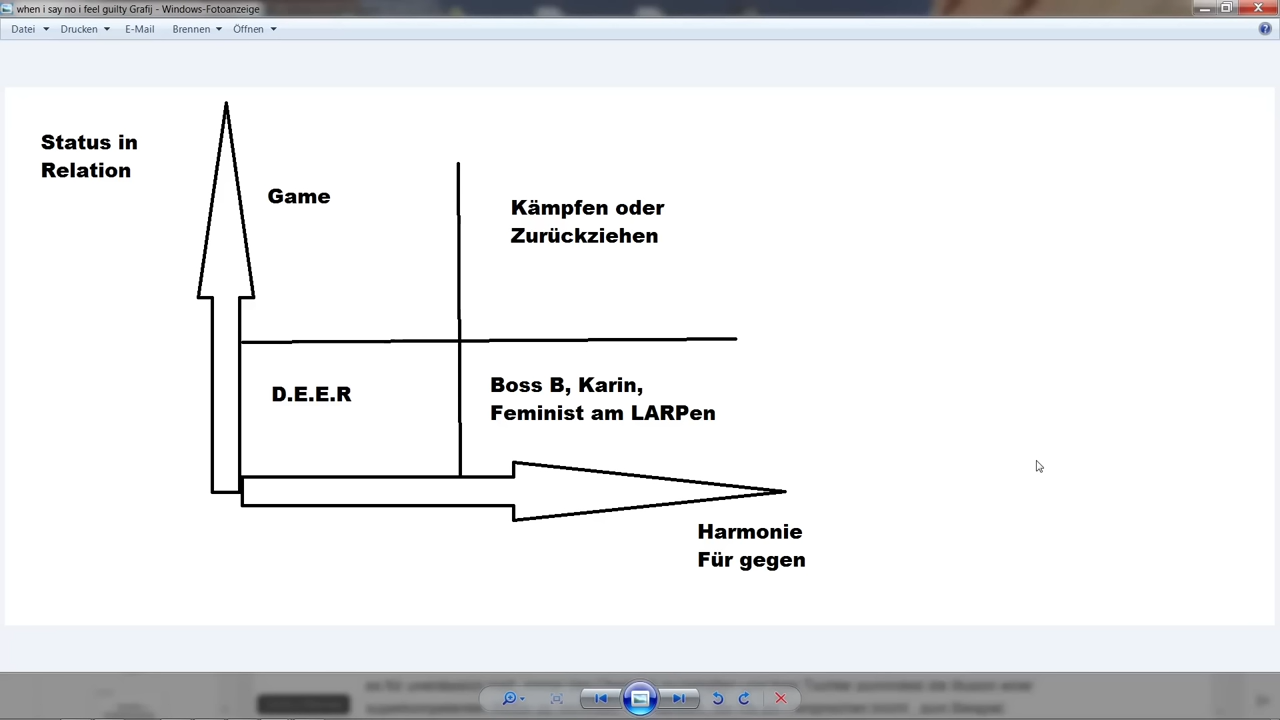 when i say no i feel guilty Grafij - Windows-Fotoanzeige
Datei Drucken E-Mail Brennen Öffnen
Status in
Relation
Game
Kämpfen oder
Zurückziehen
D.E.E.R
Boss B, Karin,
Feminist am LARPen
Harmonie
Für gegen